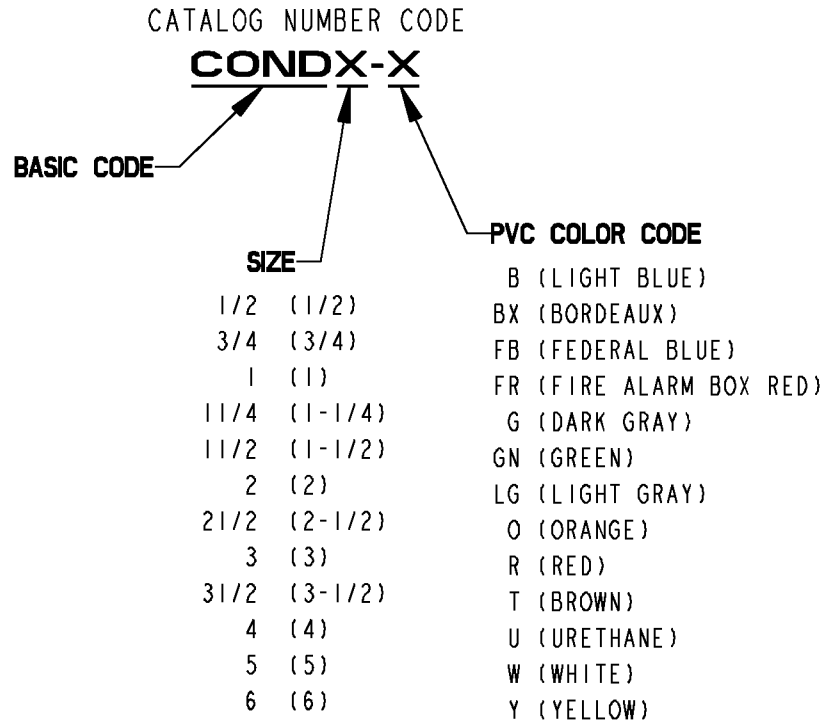 CATALOG NUMBER CODE
CONDX-X
BASIC CODE
SIZE
1/2 (1/2)
3/4 (3/4)
1 (1)
11/4 (1-1/4)
11/2 (1-1/2)
2 (2)
21/2 (2-1/2)
3 (3)
31/2 (3-1/2)
4 (4)
5 (5)
6 (6)
PVC COLOR CODE
B (LIGHT BLUE)
BX (BORDEAUX)
FB (FEDERAL BLUE)
FR (FIRE ALARM BOX RED)
G (DARK GRAY)
GN (GREEN)
LG (LIGHT GRAY)
O (ORANGE)
R (RED)
T (BROWN)
U (URETHANE)
W (WHITE)
Y (YELLOW)